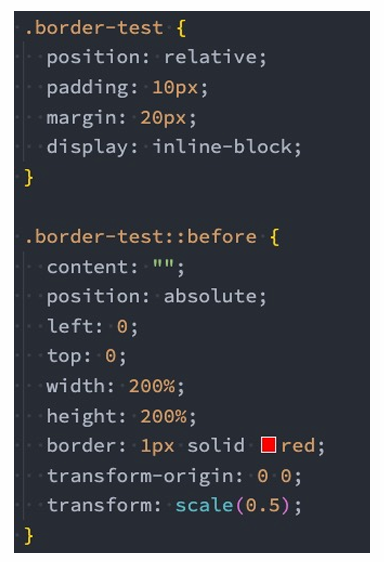 .border-test {
position: relative;
padding: 10px;
margin: 20px;
display: inline-block;
}
.border-test::before {
content: "";
position: absolute;
left: 0;
top: 0;
width: 200%;
height: 200%;
border: 1px solid red;
transform-origin: 0 0;
transform: scale(0.5);
}